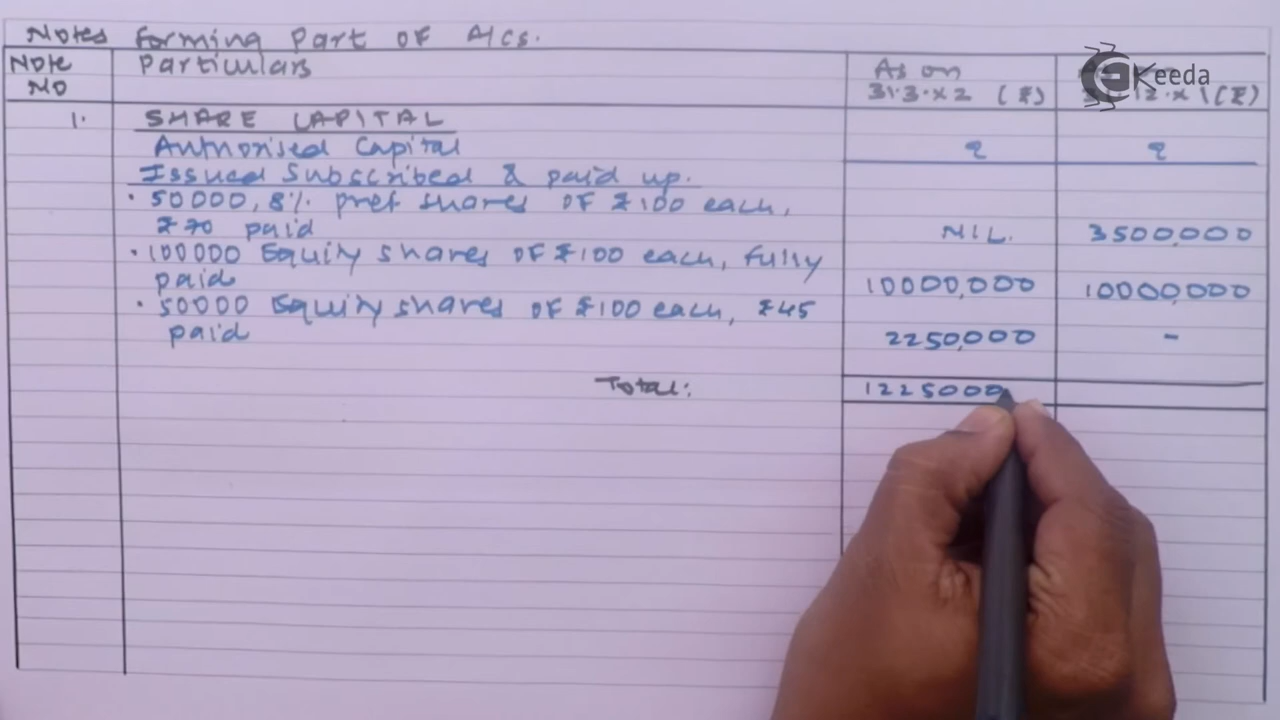 Notes Forming Part OF A/cs.
Note No
Particulars
As on 31.3.x2 (₹)
31.12.x1(₹)
Keeda
1.
SHARE CAPITAL
Authorised Capital
?
?
Issued Subscribed & paid up.
• 50000, 8% pref shares OF ₹100 each,
₹70 paid
NIL.
3500,000
• 100000 Equity shares OF ₹100 each, Fully
paid
10000,000
10000,000
• 50000 Equity shares OF ₹100 each, ₹45
paid
2250,000
-
Total:
1225000